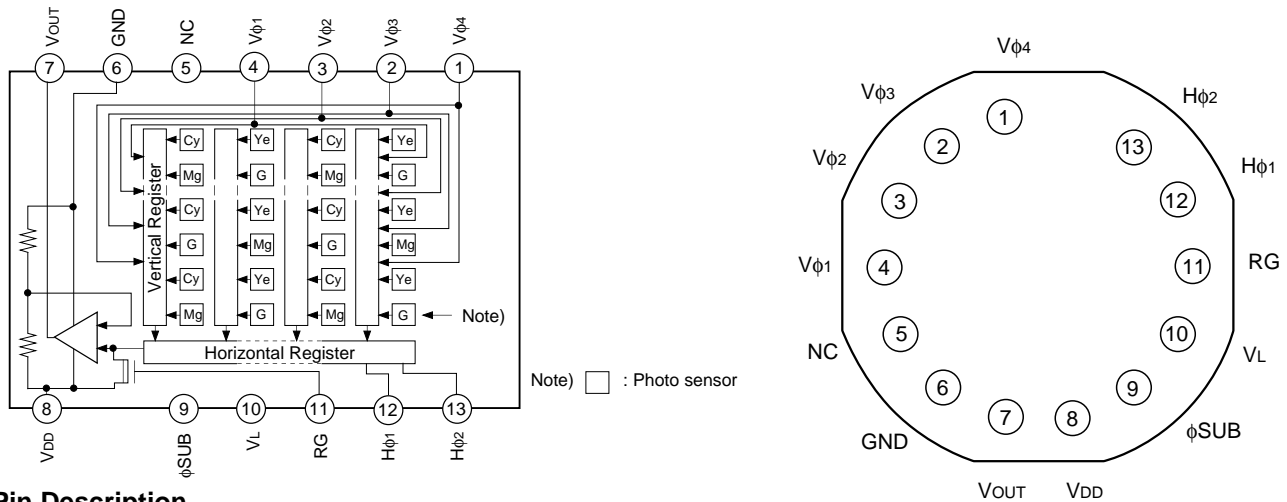 VOUT GND NC Vφ1 Vφ2 Vφ3 Vφ4
7 6 5 4 3 2 1
Cy Ye Cy Ye
Mg G Mg G
Cy Ye Cy Ye
G Mg G Mg
Cy Ye Cy Ye
Mg G Mg G
Note)
Vertical Register
Horizontal Register
Note) : Photo sensor
8 9 10 11 12 13
VDD φSUB VL RG Hφ1 Hφ2
Vφ4
Vφ3
Hφ2
1
2
13
Vφ2
Hφ1
3
12
Vφ1
4
11
RG
5
10
NC
VL
6
9
7
8
GND
φSUB
VOUT VDD
Pin Description